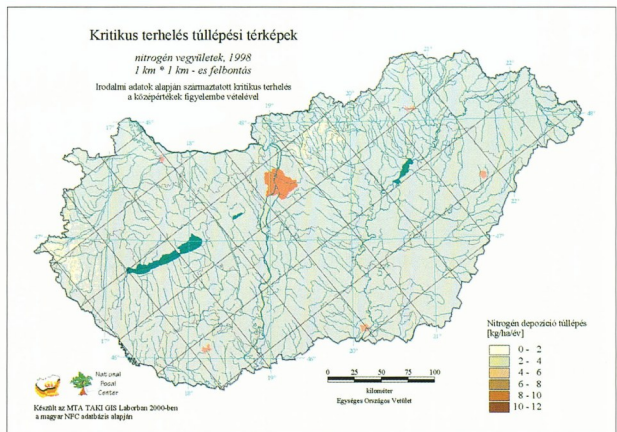 Kritikus terhelés túllépési térképek
nitrogén vegyületek, 1998
1 km * 1 km - es felbontás
Irodalmi adatok alapján származtatott kritikus terhelés
a középértékek figyelembe vételével
Nitrogén depozíció túllépés
[kg/ha/év]
0 - 2
2 - 4
4 - 6
6 - 8
8 - 10
10 - 12
0 25 50 75 100
kilométer
Egységes Országos Vetület
National
Focal
Center
Készült az MTA TAKI GIS Laborban 2000-ben
a magyar NFC adatbázis alapján